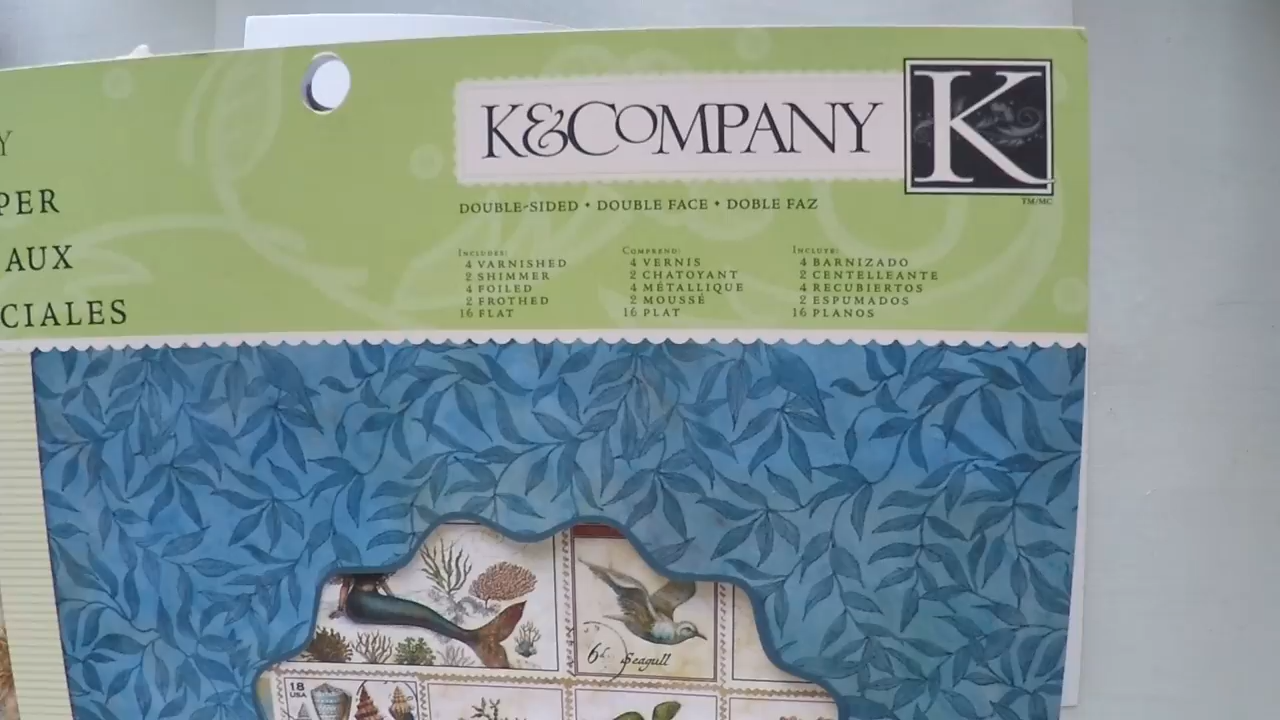 Y
PER
AUX
CIALES
K&COMPANY
K
TM/MC
DOUBLE-SIDED • DOUBLE FACE • DOBLE FAZ
INCLUDES:
4 VARNISHED
2 SHIMMER
4 FOILED
2 FROTHED
16 FLAT
COMPREND:
4 VERNIS
2 CHATOYANT
4 MÉTALLIQUE
2 MOUSSÉ
16 PLAT
INCLUYE:
4 BARNIZADO
2 CENTELLEANTE
4 RECUBIERTOS
2 ESPUMADOS
16 PLANOS
6d. Seagull
18
USA